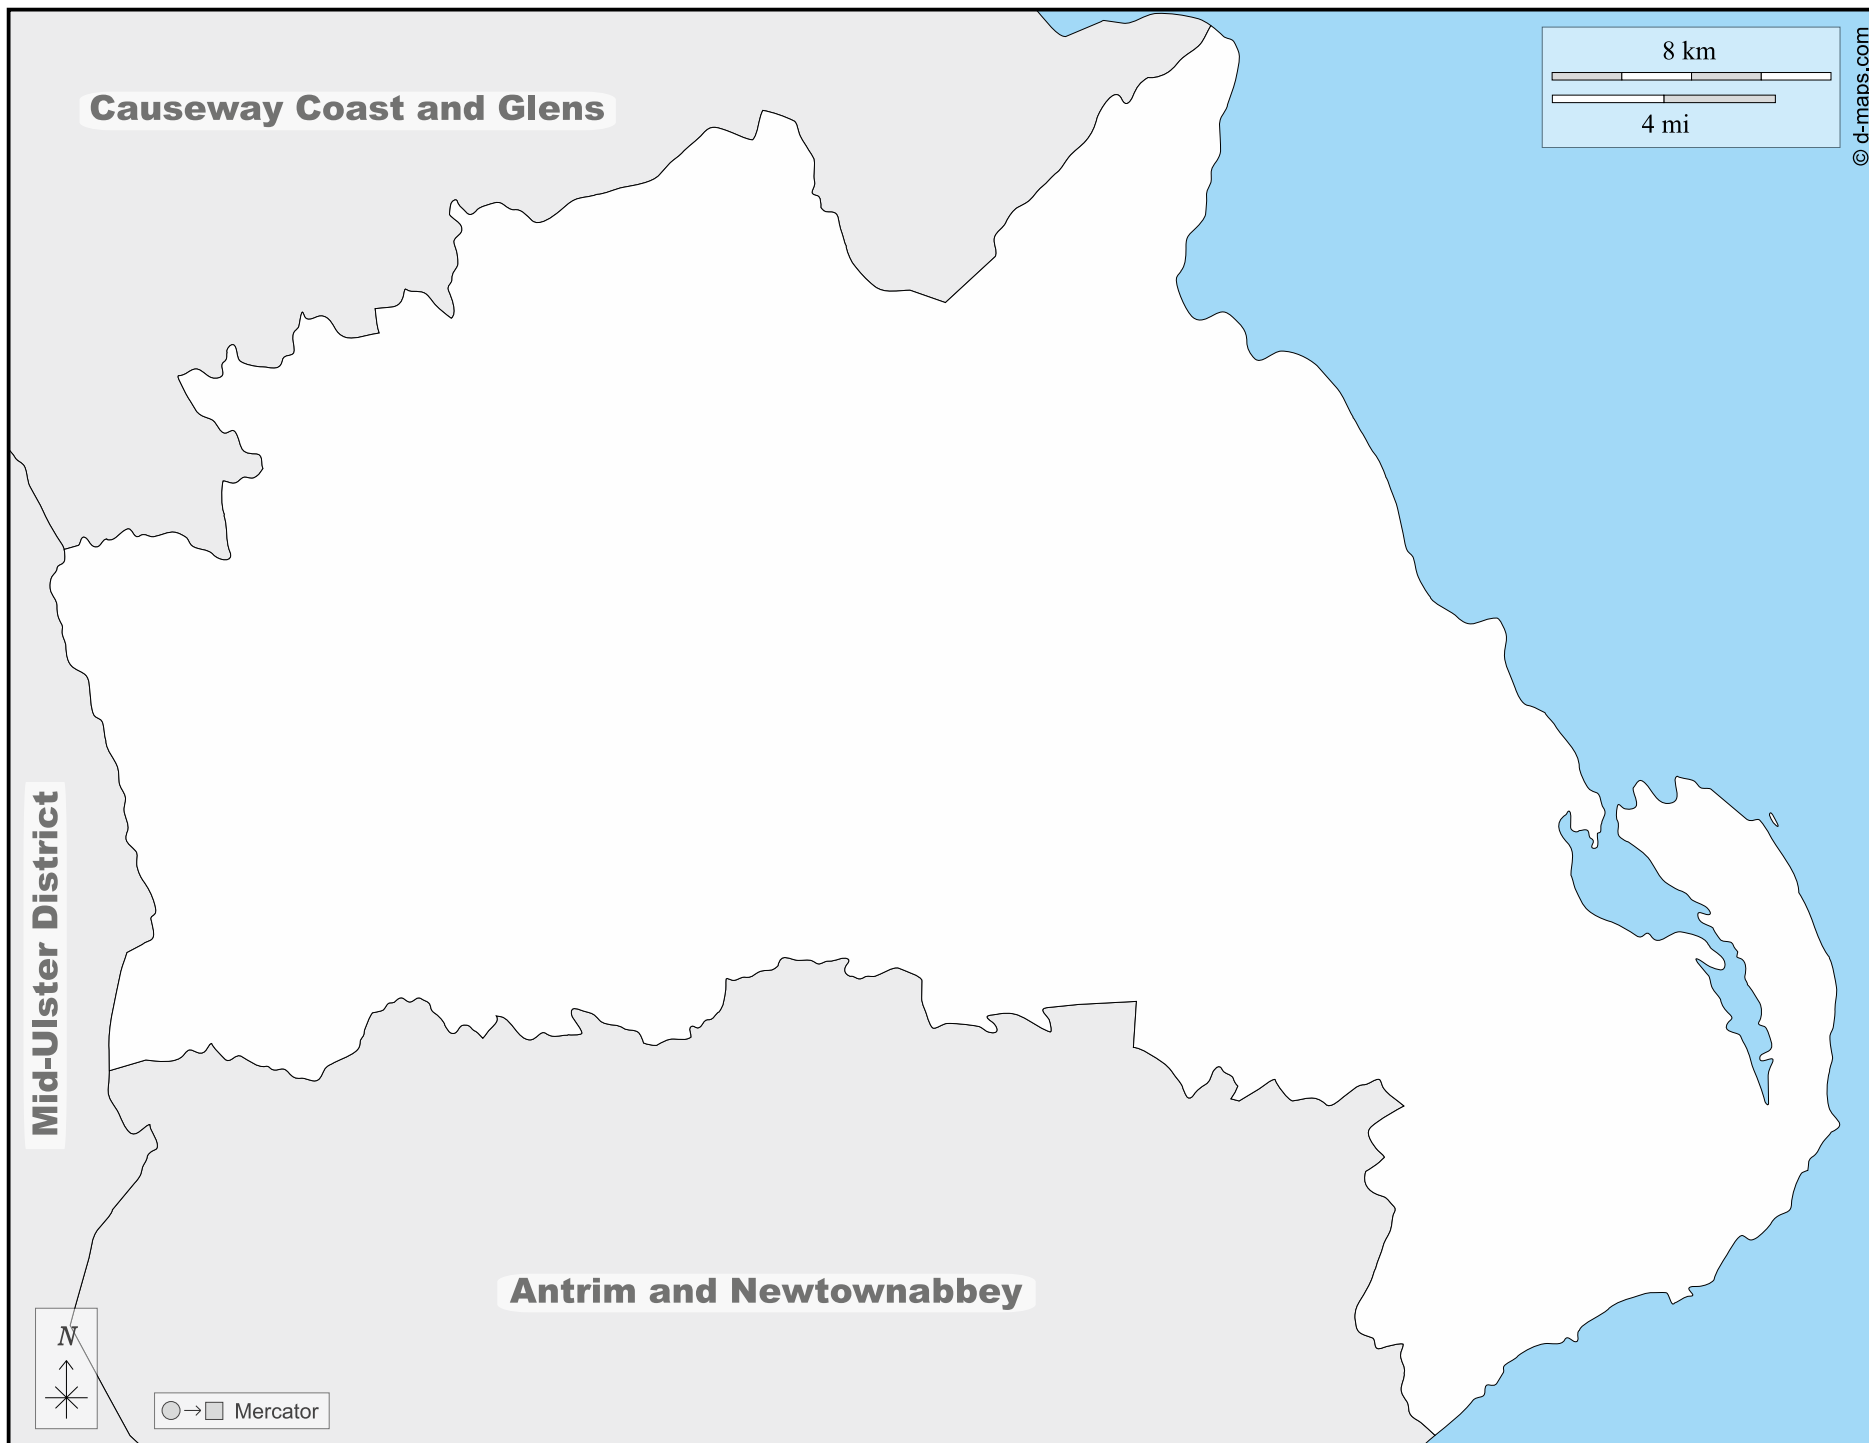 8 km
4 mi
© d-maps.com
Causeway Coast and Glens
Mid-Ulster District
Antrim and Newtownabbey
N
Mercator